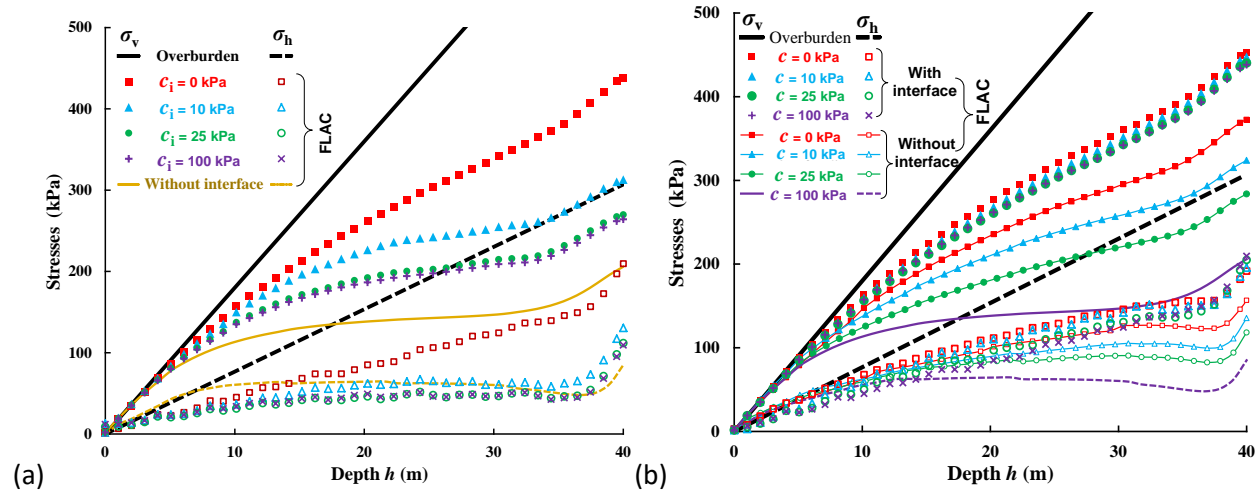 500
400
300
200
100
0
0 10 20 30 40
Stresses (kPa)
Depth h (m)
σv σh
Overburden
ci = 0 kPa
ci = 10 kPa
ci = 25 kPa
ci = 100 kPa
Without interface
FLAC
(a)
500
400
300
200
100
0
0 10 20 30 40
Stresses (kPa)
Depth h (m)
σv σh
Overburden
c = 0 kPa
c = 10 kPa
c = 25 kPa
c = 100 kPa
c = 0 kPa
c = 10 kPa
c = 25 kPa
c = 100 kPa
With
interface
Without
interface
FLAC
(b)